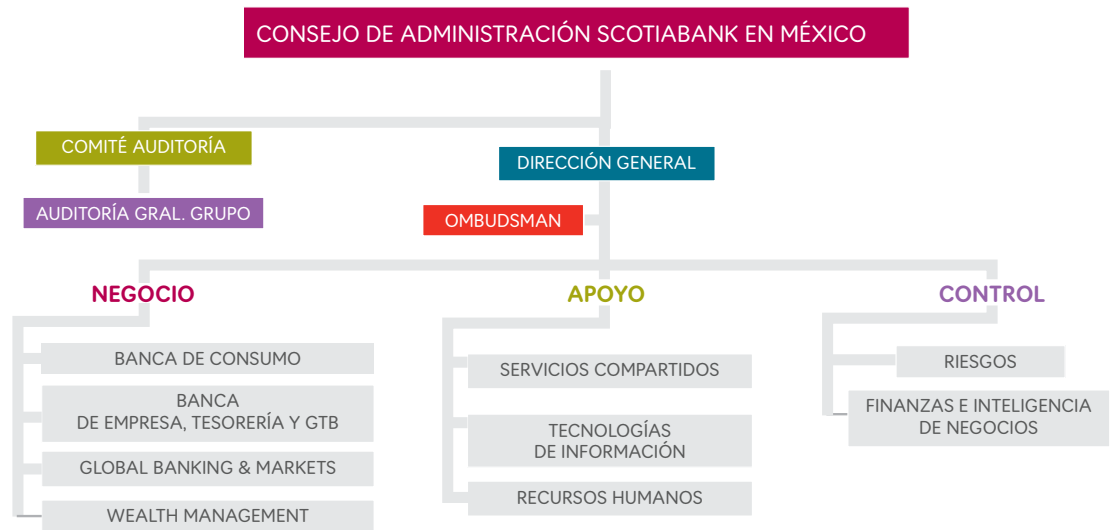 CONSEJO DE ADMINISTRACIÓN SCOTIABANK EN MÉXICO
COMITÉ AUDITORÍA
DIRECCIÓN GENERAL
AUDITORÍA GRAL. GRUPO
OMBUDSMAN
NEGOCIO
BANCA DE CONSUMO
BANCA
DE EMPRESA, TESORERÍA Y GTB
GLOBAL BANKING & MARKETS
WEALTH MANAGEMENT
APOYO
SERVICIOS COMPARTIDOS
TECNOLOGÍAS
DE INFORMACIÓN
RECURSOS HUMANOS
CONTROL
RIESGOS
FINANZAS E INTELIGENCIA
DE NEGOCIOS